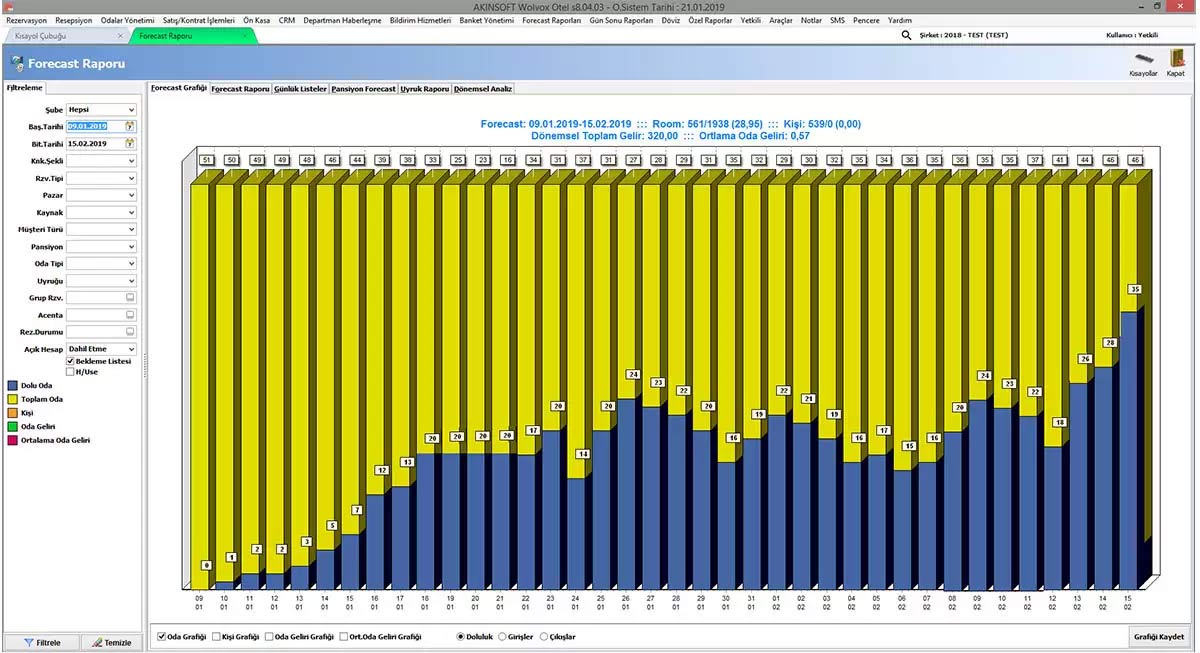 AKINSOFT Wolvox Otel s8.04.03 - O.Sistem Tarihi : 21.01.2019
Rezervasyon Resepsiyon Odalar Yönetimi Satış/Kontrat İşlemleri Ön Kasa CRM Departman Haberleşme Bildirim Hizmetleri Banket Yönetimi Forecast Raporları Gün Sonu Raporları Döviz Özel Raporlar Yetkili Araçlar Notlar SMS Pencere Yardım
Kısayol Çubuğu Forecast Raporu Şirket : 2018 - TEST (TEST) Kullanıcı : Yetkili
Forecast Raporu
Kısayollar Kapat
Filtreleme
Forecast Grafiği Forecast Raporu Günlük Listeler Pansiyon Forecast Uyruk Raporu Dönemsel Analiz
Şube Hepsi
Baş.Tarihi 09.01.2019
Bit.Tarihi 15.02.2019
Knk.Şekli
Rzv.Tipi
Pazar
Kaynak
Müşteri Türü
Pansiyon
Oda Tipi
Uyruğu
Grup Rzv.
Acenta
Rez.Durumu
Açık Hesap Dahil Etme
Bekleme Listesi
H/Use
Dolu Oda
Toplam Oda
Kişi
Oda Geliri
Ortalama Oda Geliri
Filtrele Temizle
Forecast: 09.01.2019-15.02.2019 ::: Room: 561/1938 (28,95) ::: Kişi: 539/0 (0,00)
Dönemsel Toplam Gelir: 320,00 ::: Ortlama Oda Geliri: 0,57
51 50 49 49 48 46 44 39 38 33 25 23 16 34 31 37 31 27 28 29 31 35 32 29 30 35 34 36 35 36 35 35 37 41 44 46 46
0 1 2 2 3 5 7 12 13 20 20 20 20 17 20 14 20 24 23 22 20 16 19 22 21 19 16 17 15 16 20 24 23 22 18 26 28 35
09 10 11 12 13 14 15 16 17 18 19 20 21 22 23 24 25 26 27 28 29 30 31 01 02 03 04 05 06 07 08 09 10 11 12 13 14 15
01 01 01 01 01 01 01 01 01 01 01 01 01 01 01 01 01 01 01 01 01 01 01 02 02 02 02 02 02 02 02 02 02 02 02 02 02 02
Oda Grafiği Kişi Grafiği Oda Geliri Grafiği Ort.Oda Geliri Grafiği Doluluk Girişler Çıkışlar Grafiği Kaydet